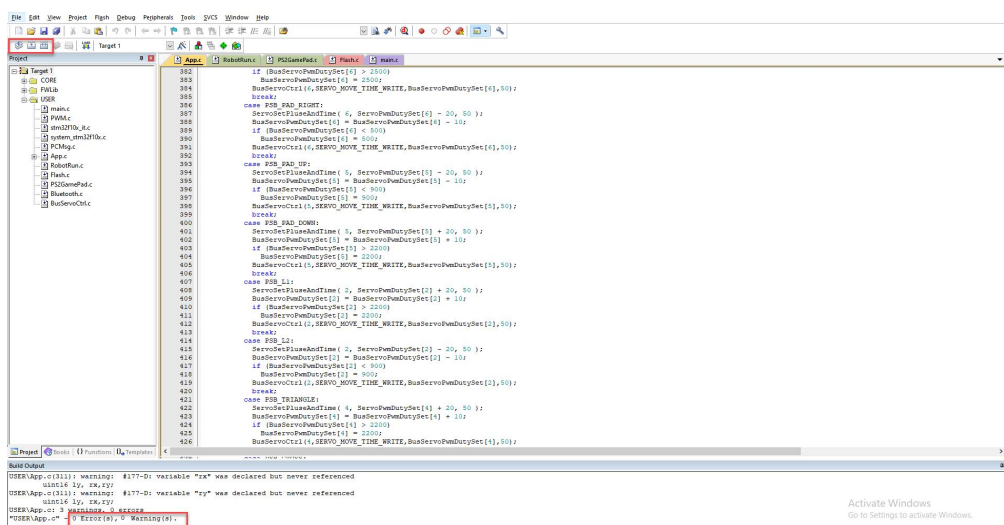 File Edit View Project Flash Debug Peripherals Tools SVCS Window Help
Target 1
Project
App.c RobotRun.c PS2GamePad.c Flash.c main.c
Target 1
CORE
FWLib
USER
main.c
PWM.c
stm32f10x_it.c
system_stm32f10x.c
PCMsg.c
App.c
RobotRun.c
Flash.c
PS2GamePad.c
Bluetooth.c
BusServoCtrl.c
382 if (BusServoPwmDutySet[6] > 2500)
383 BusServoPwmDutySet[6] = 2500;
384 BusServoCtrl(6,SERVO_MOVE_TIME_WRITE,BusServoPwmDutySet[6],50);
385 break;
386 case PSB_PAD_RIGHT:
387 ServoSetPluseAndTime( 6, ServoPwmDutySet[6] - 20, 50 );
388 BusServoPwmDutySet[6] = BusServoPwmDutySet[6] - 10;
389 if (BusServoPwmDutySet[6] < 500)
390 BusServoPwmDutySet[6] = 500;
391 BusServoCtrl(6,SERVO_MOVE_TIME_WRITE,BusServoPwmDutySet[6],50);
392 break;
393 case PSB_PAD_UP:
394 ServoSetPluseAndTime( 5, ServoPwmDutySet[5] - 20, 50 );
395 BusServoPwmDutySet[5] = BusServoPwmDutySet[5] - 10;
396 if (BusServoPwmDutySet[5] < 900)
397 BusServoPwmDutySet[5] = 900;
398 BusServoCtrl(5,SERVO_MOVE_TIME_WRITE,BusServoPwmDutySet[5],50);
399 break;
400 case PSB_PAD_DOWN:
401 ServoSetPluseAndTime( 5, ServoPwmDutySet[5] + 20, 50 );
402 BusServoPwmDutySet[5] = BusServoPwmDutySet[5] + 10;
403 if (BusServoPwmDutySet[5] > 2200)
404 BusServoPwmDutySet[5] = 2200;
405 BusServoCtrl(5,SERVO_MOVE_TIME_WRITE,BusServoPwmDutySet[5],50);
406 break;
407 case PSB_L1:
408 ServoSetPluseAndTime( 2, ServoPwmDutySet[2] + 20, 50 );
409 BusServoPwmDutySet[2] = BusServoPwmDutySet[2] + 10;
410 if (BusServoPwmDutySet[2] > 2200)
411 BusServoPwmDutySet[2] = 2200;
412 BusServoCtrl(2,SERVO_MOVE_TIME_WRITE,BusServoPwmDutySet[2],50);
413 break;
414 case PSB_L2:
415 ServoSetPluseAndTime( 2, ServoPwmDutySet[2] - 20, 50 );
416 BusServoPwmDutySet[2] = BusServoPwmDutySet[2] - 10;
417 if (BusServoPwmDutySet[2] < 900)
418 BusServoPwmDutySet[2] = 900;
419 BusServoCtrl(2,SERVO_MOVE_TIME_WRITE,BusServoPwmDutySet[2],50);
420 break;
421 case PSB_TRIANGLE:
422 ServoSetPluseAndTime( 4, ServoPwmDutySet[4] + 20, 50 );
423 BusServoPwmDutySet[4] = BusServoPwmDutySet[4] + 10;
424 if (BusServoPwmDutySet[4] > 2200)
425 BusServoPwmDutySet[4] = 2200;
426 BusServoCtrl(4,SERVO_MOVE_TIME_WRITE,BusServoPwmDutySet[4],50);
Project Books {} Functions Templates
Build Output
USER\App.c(311): warning: #177-D: variable "rx" was declared but never referenced
uint16 ly, rx,ry;
USER\App.c(311): warning: #177-D: variable "ry" was declared but never referenced
uint16 ly, rx,ry;
USER\App.c: 3 warnings, 0 errors
"USER\App.c" - 0 Error(s), 0 Warning(s).
Activate Windows
Go to Settings to activate Windows.